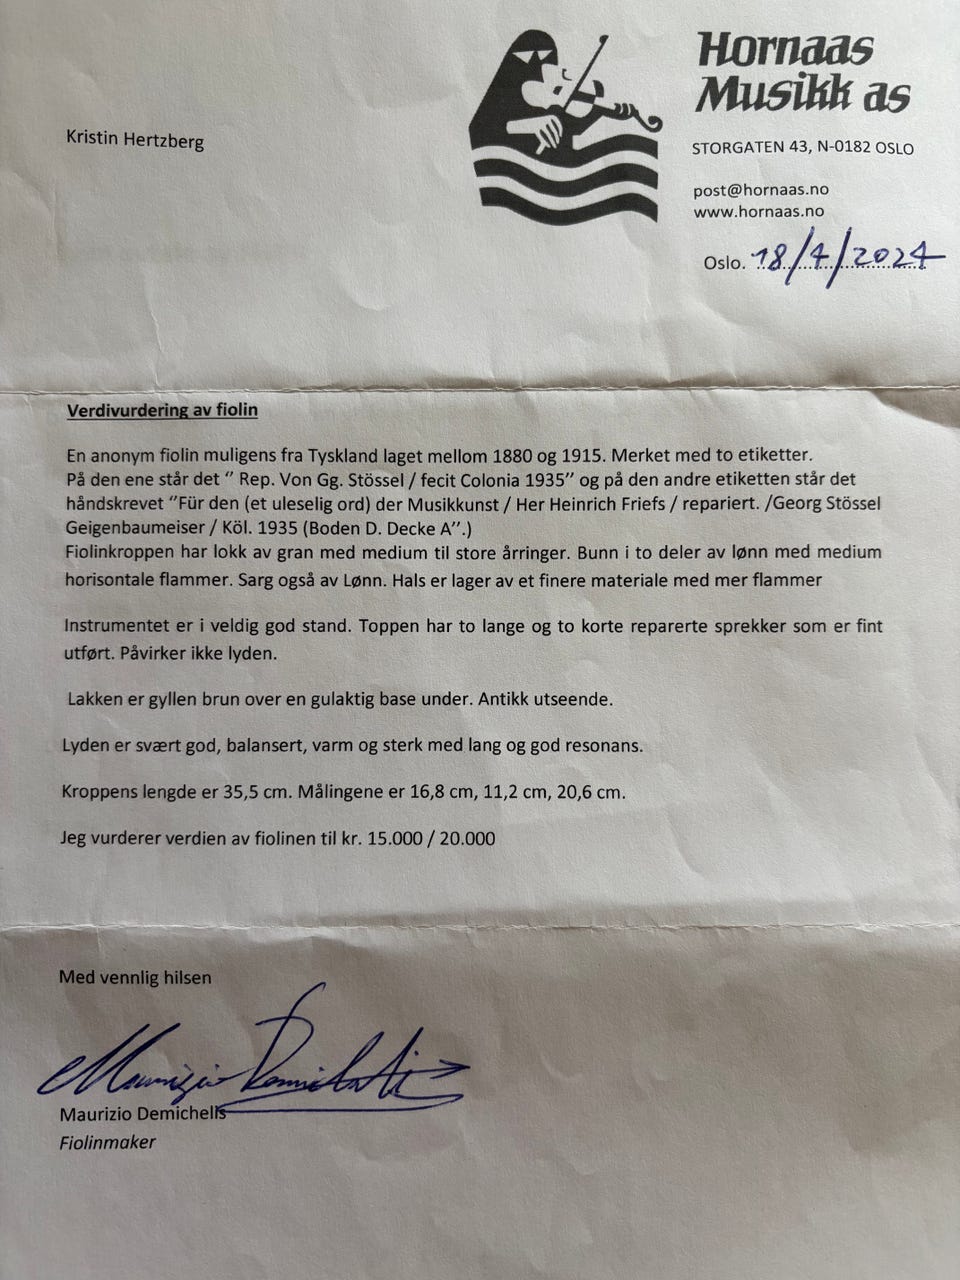 Hornaas
Musikk as
Kristin Hertzberg
STORGATEN 43, N-0182 OSLO
post@hornaas.no
www.hornaas.no
Oslo. 18/4/2024
Verdivurdering av fiolin
En anonym fiolin muligens fra Tyskland laget mellom 1880 og 1915. Merket med to etiketter.
På den ene står det ‘’ Rep. Von Gg. Stössel / fecit Colonia 1935’’ og på den andre etiketten står det
håndskrevet ‘’Für den (et uleselig ord) der Musikkunst / Her Heinrich Friefs / repariert. /Georg Stössel
Geigenbaumeiser / Köl. 1935 (Boden D. Decke A’’.)
Fiolinkroppen har lokk av gran med medium til store årringer. Bunn i to deler av lønn med medium
horisontale flammer. Sarg også av Lønn. Hals er lager av et finere materiale med mer flammer
Instrumentet er i veldig god stand. Toppen har to lange og to korte reparerte sprekker som er fint
utført. Påvirker ikke lyden.
Lakken er gyllen brun over en gulaktig base under. Antikk utseende.
Lyden er svært god, balansert, varm og sterk med lang og god resonans.
Kroppens lengde er 35,5 cm. Målingene er 16,8 cm, 11,2 cm, 20,6 cm.
Jeg vurderer verdien av fiolinen til kr. 15.000 / 20.000
Med vennlig hilsen
Maurizio Demichelis
Maurizio Demichelis
Fiolinmaker